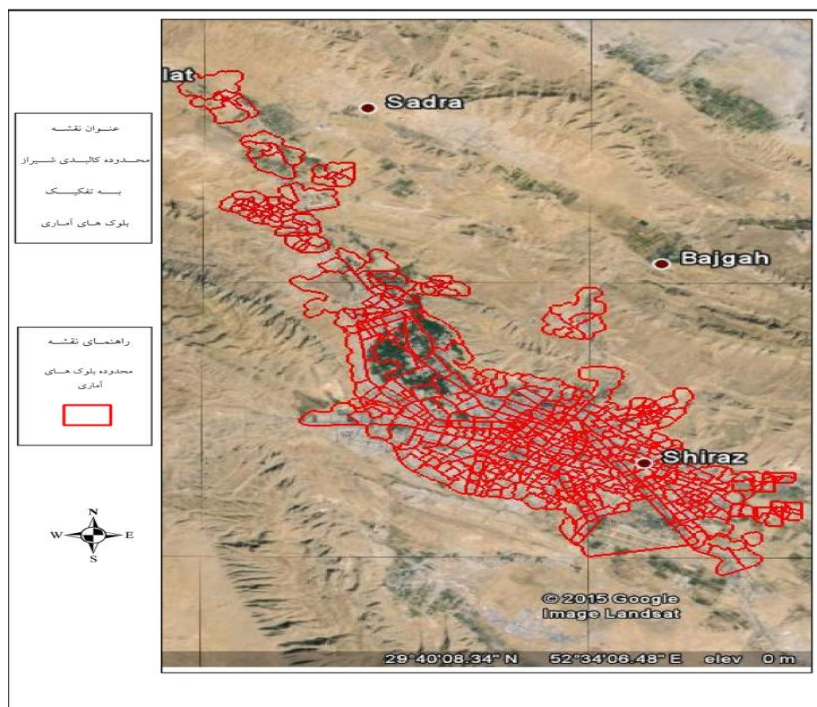 lat
Sadra
عنوان نقشه
محدوده کالبدی شیراز
به تفکیک
بلوک های آماری
Bajgah
راهنمای نقشه
محدوده بلوک های
آماری
Shiraz
N
W E
S
© 2015 Google
Image Landsat
29°40'08.34" N 52°34'06.48" E elev 0 m